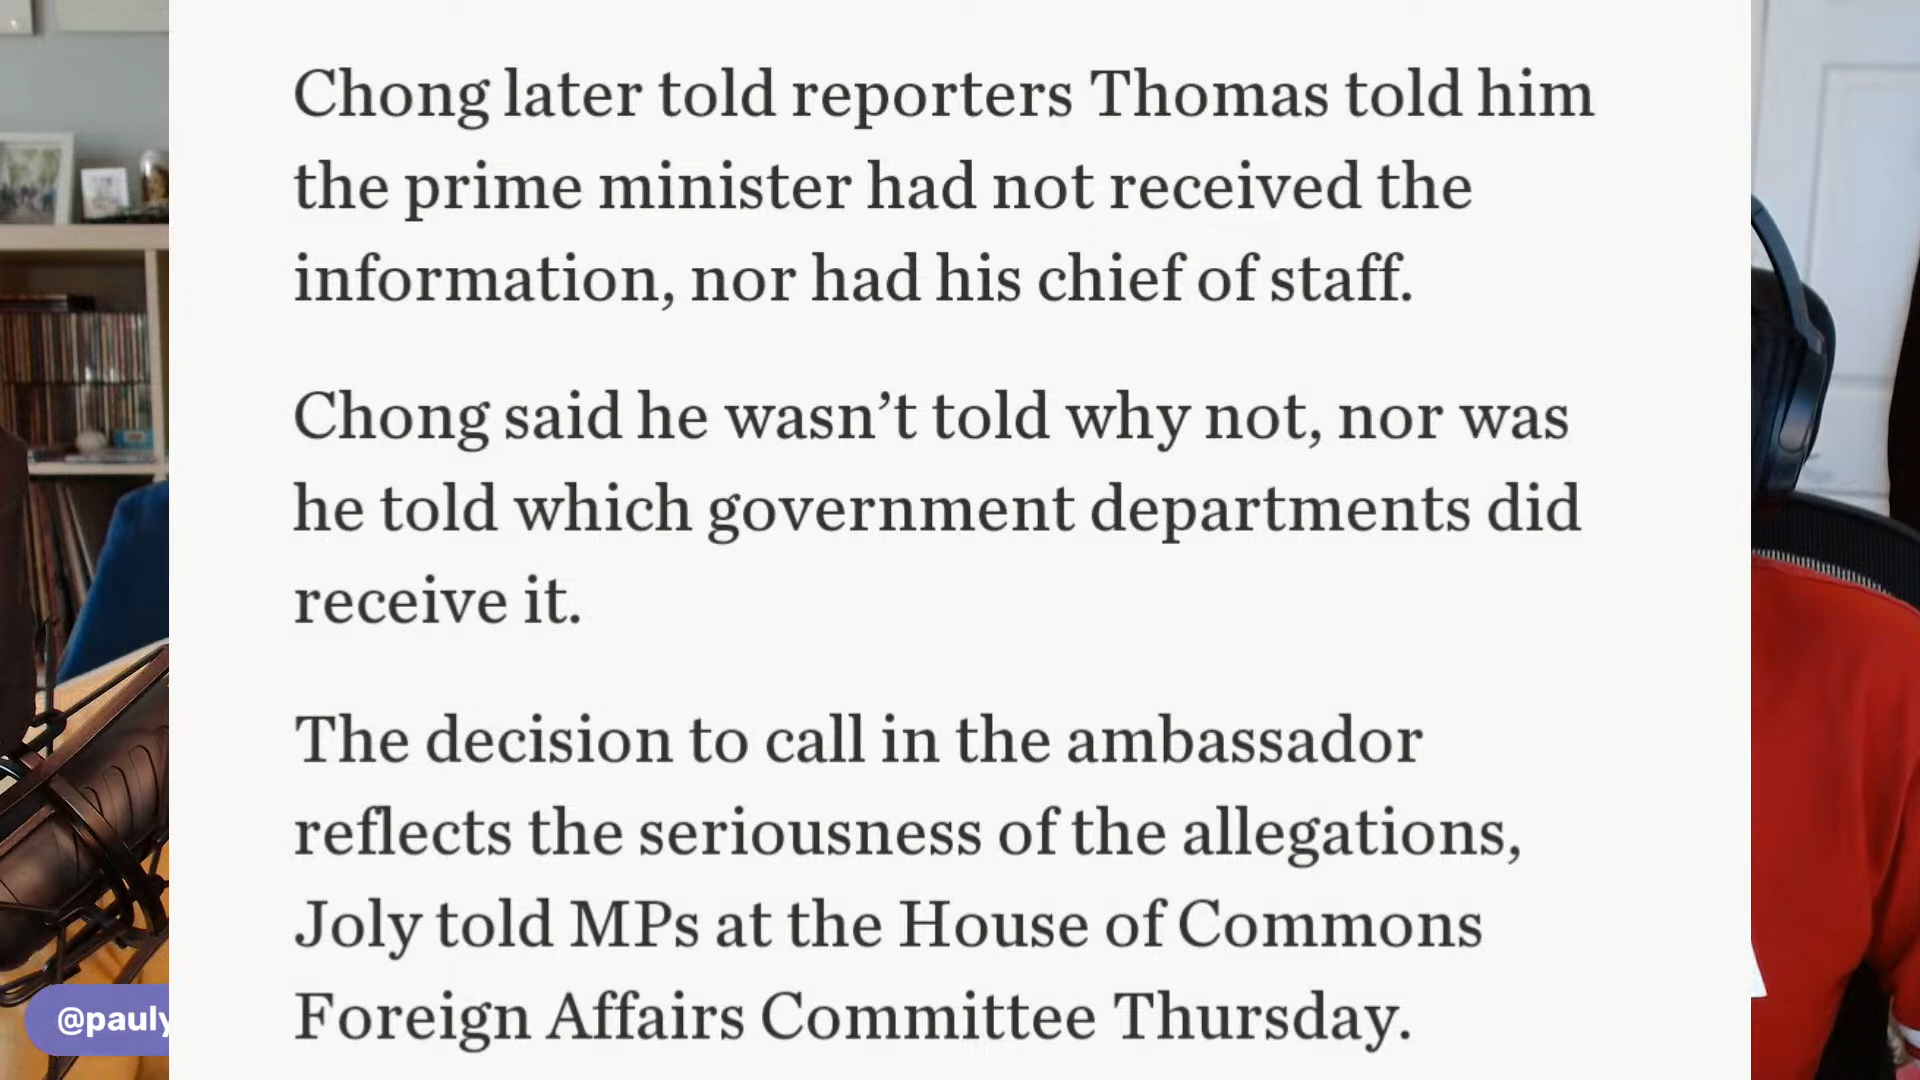 Chong later told reporters Thomas told him
the prime minister had not received the
information, nor had his chief of staff.
Chong said he wasn’t told why not, nor was
he told which government departments did
receive it.
The decision to call in the ambassador
reflects the seriousness of the allegations,
Joly told MPs at the House of Commons
Foreign Affairs Committee Thursday.
@pauly